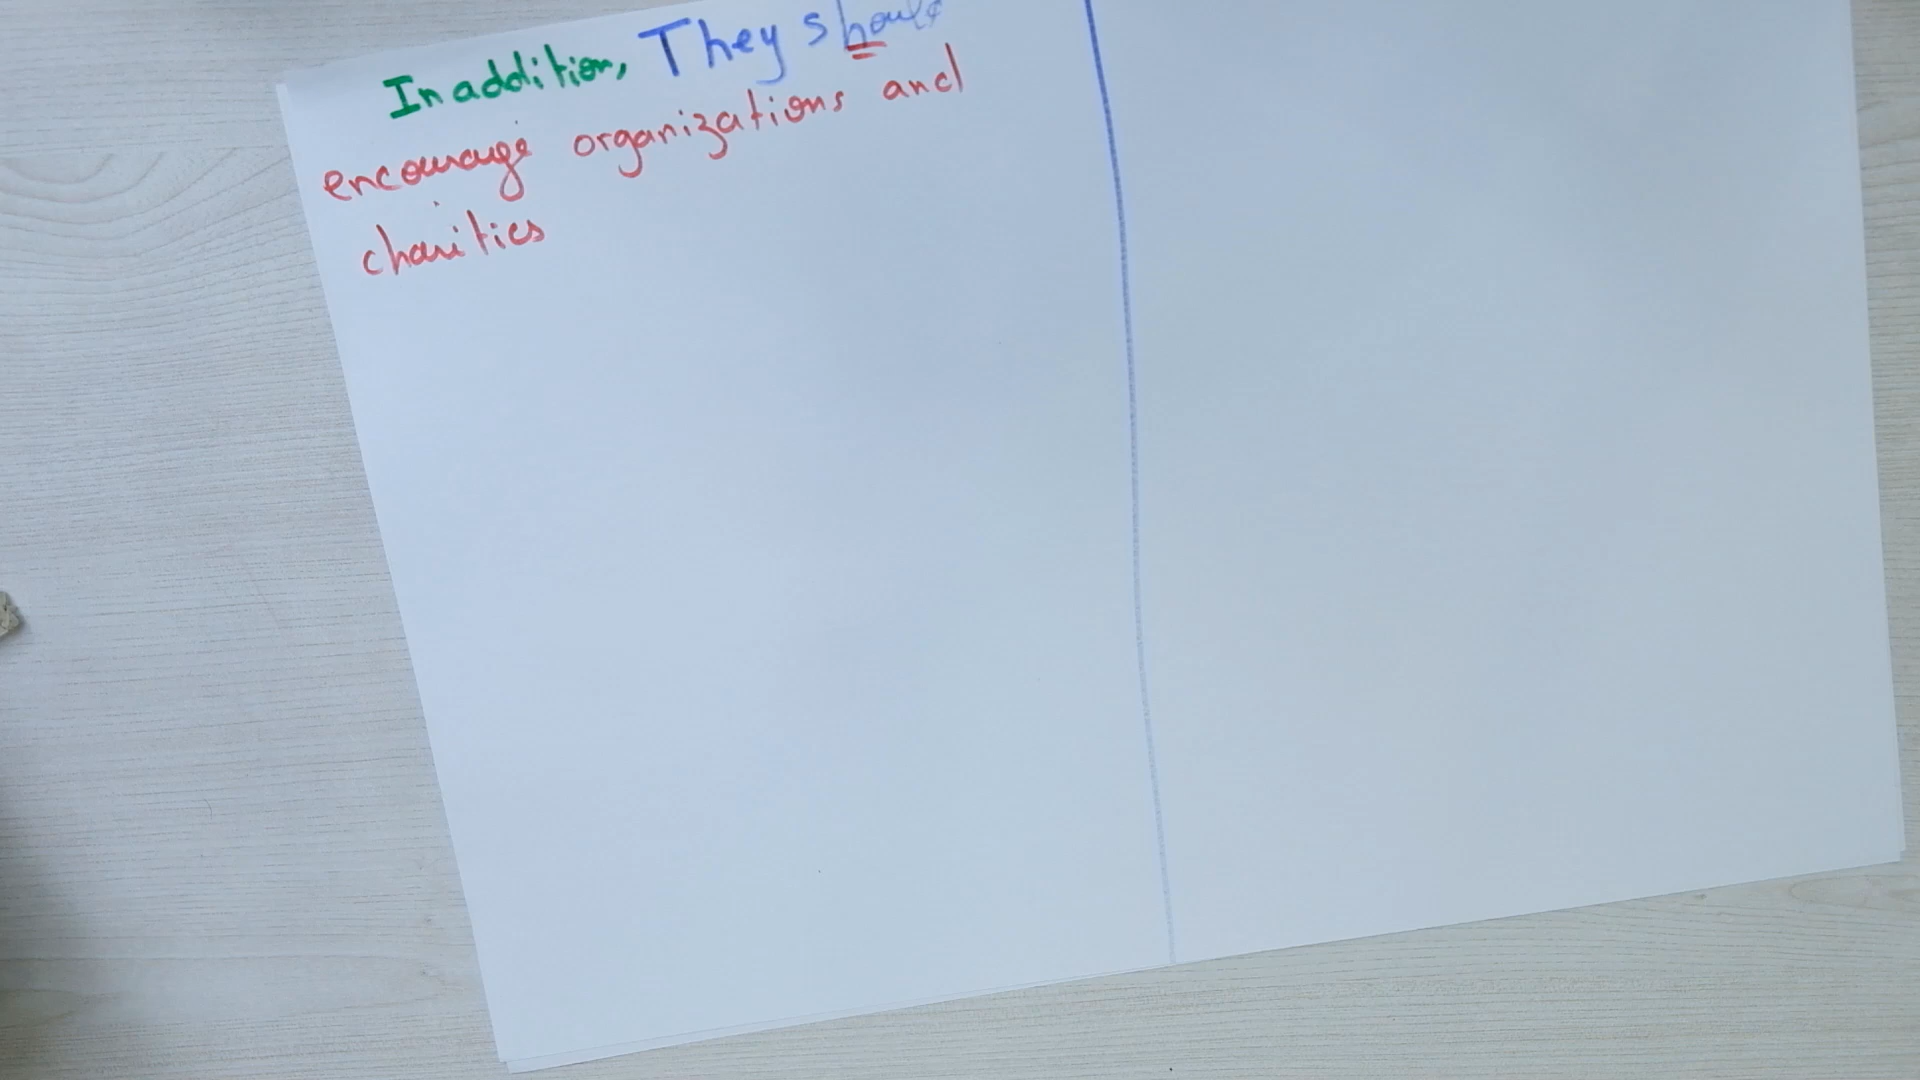 In addition, They should
encourage organizations and
charities